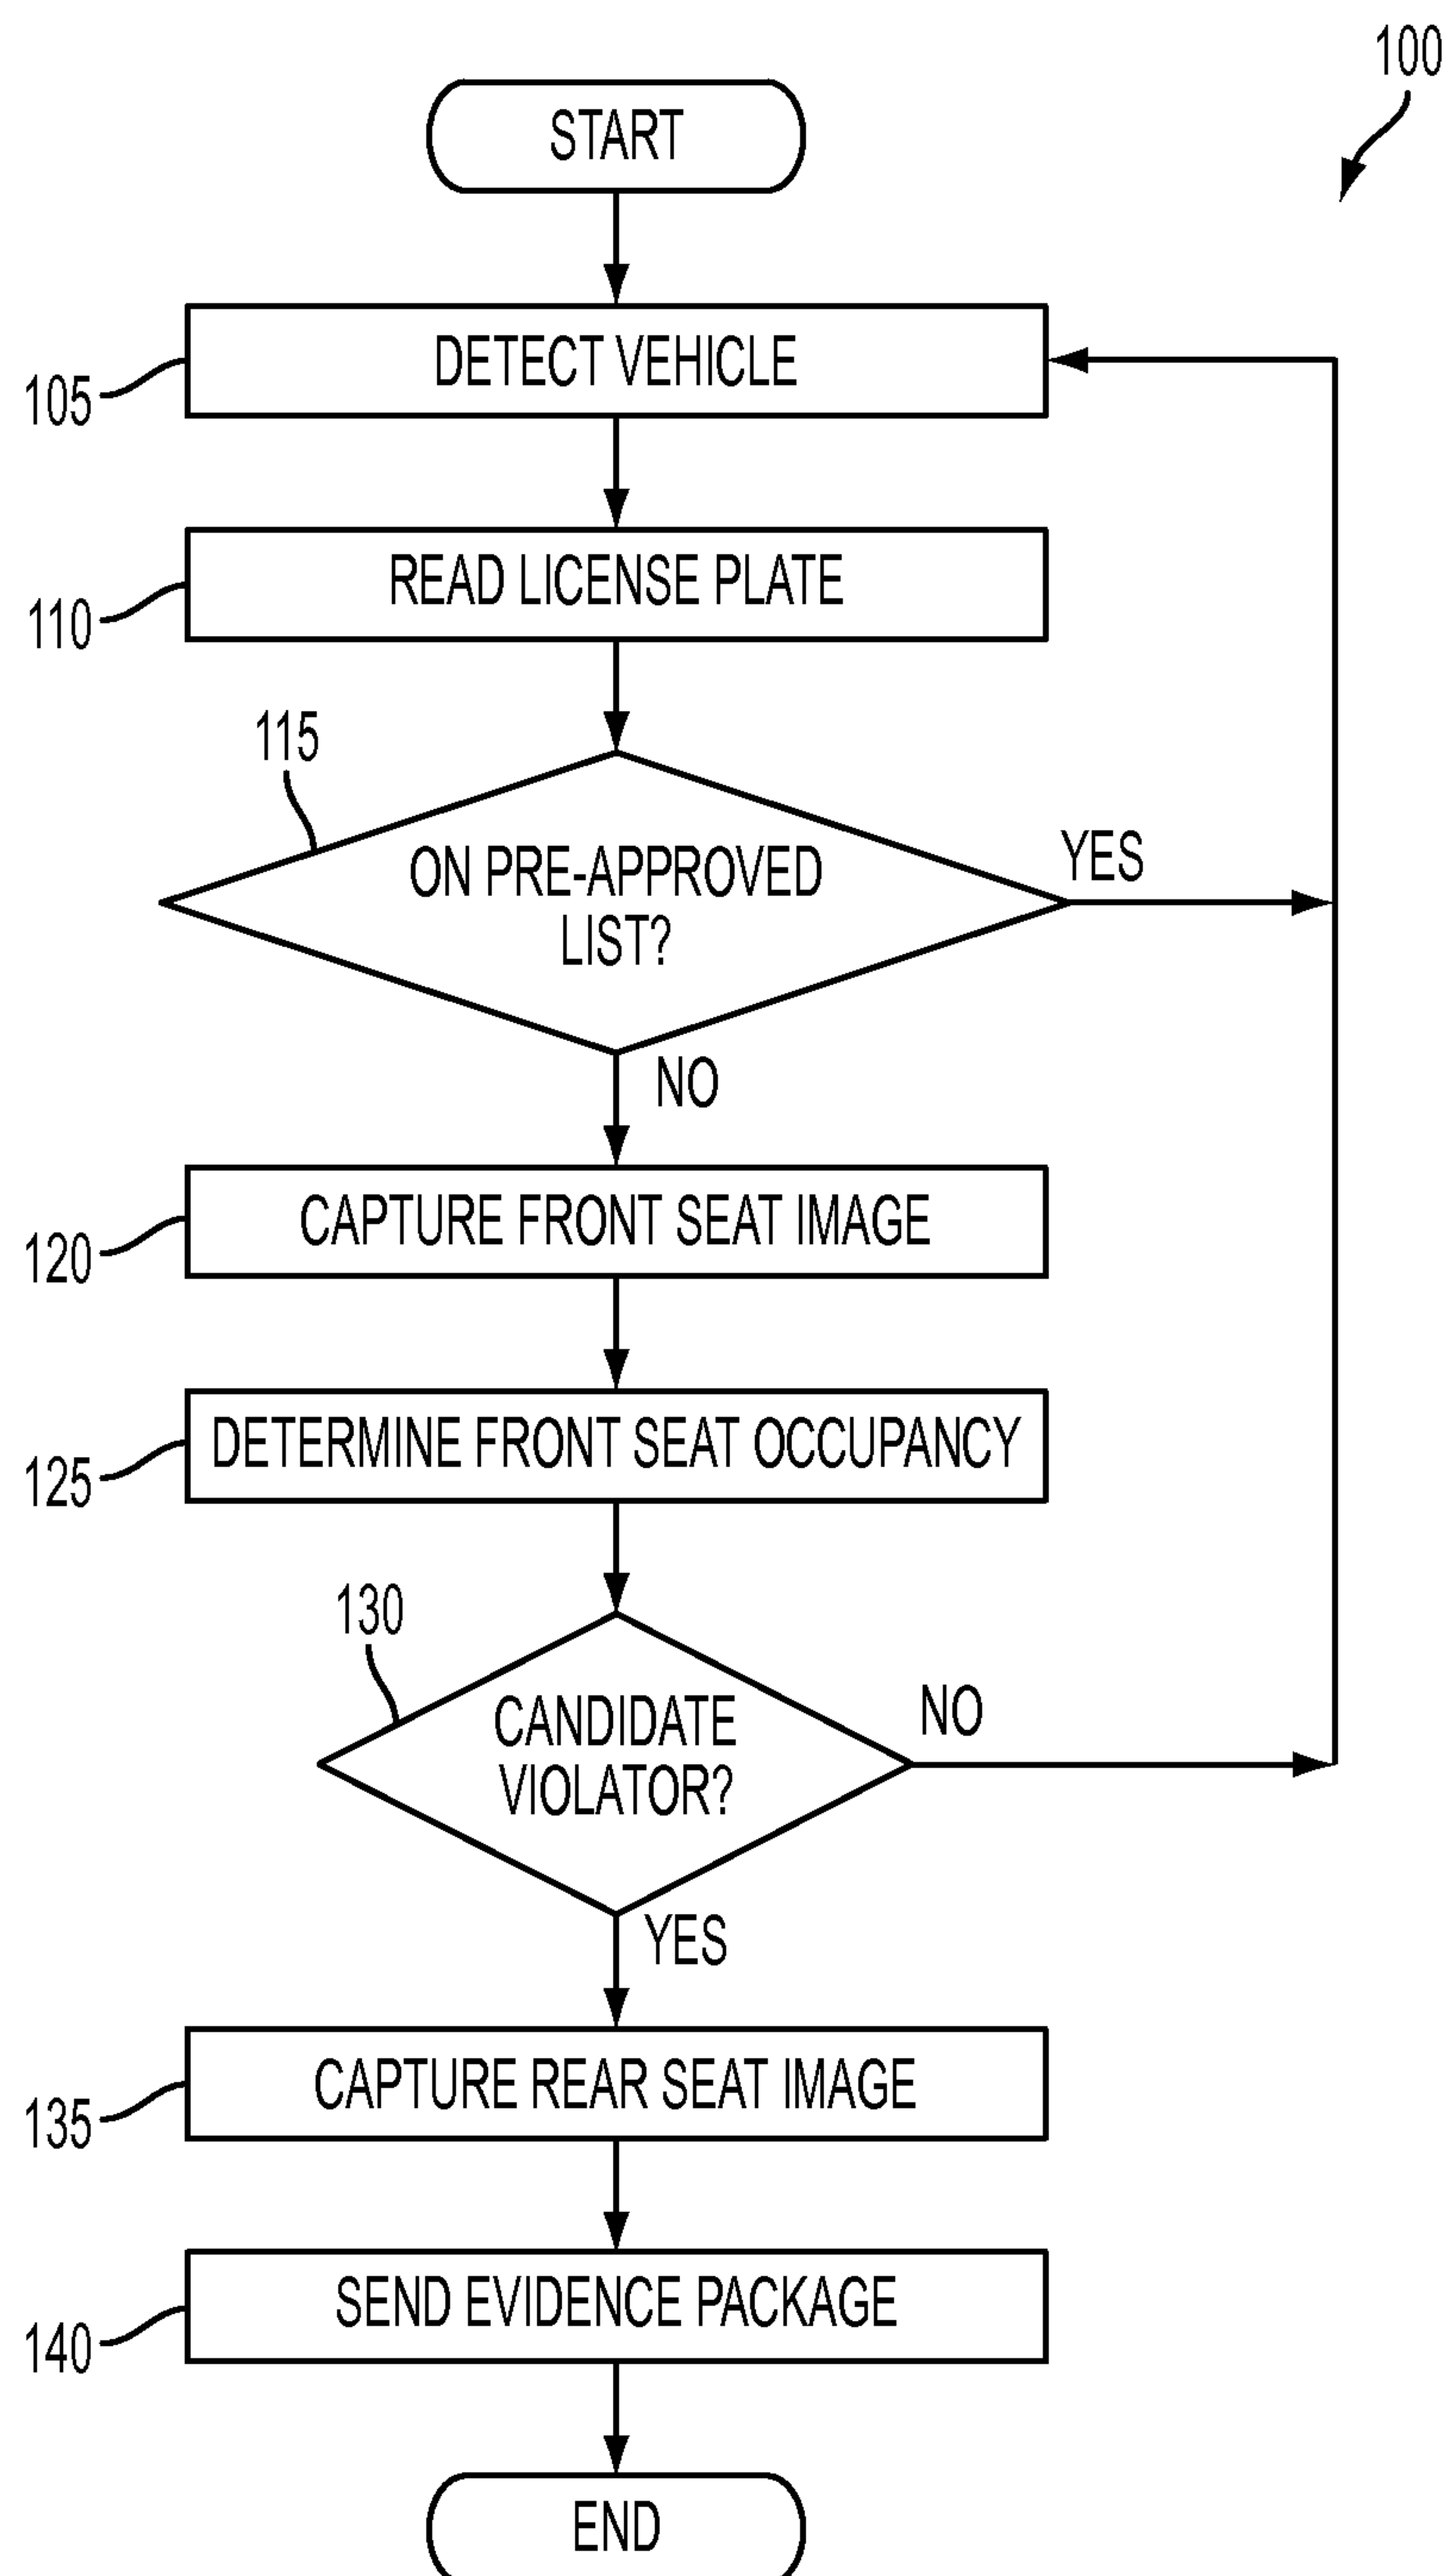 100
START
DETECT VEHICLE
105
READ LICENSE PLATE
110
115
ON PRE-APPROVED
LIST?
YES
NO
CAPTURE FRONT SEAT IMAGE
120
DETERMINE FRONT SEAT OCCUPANCY
125
130
CANDIDATE
VIOLATOR?
NO
YES
CAPTURE REAR SEAT IMAGE
135
SEND EVIDENCE PACKAGE
140
END